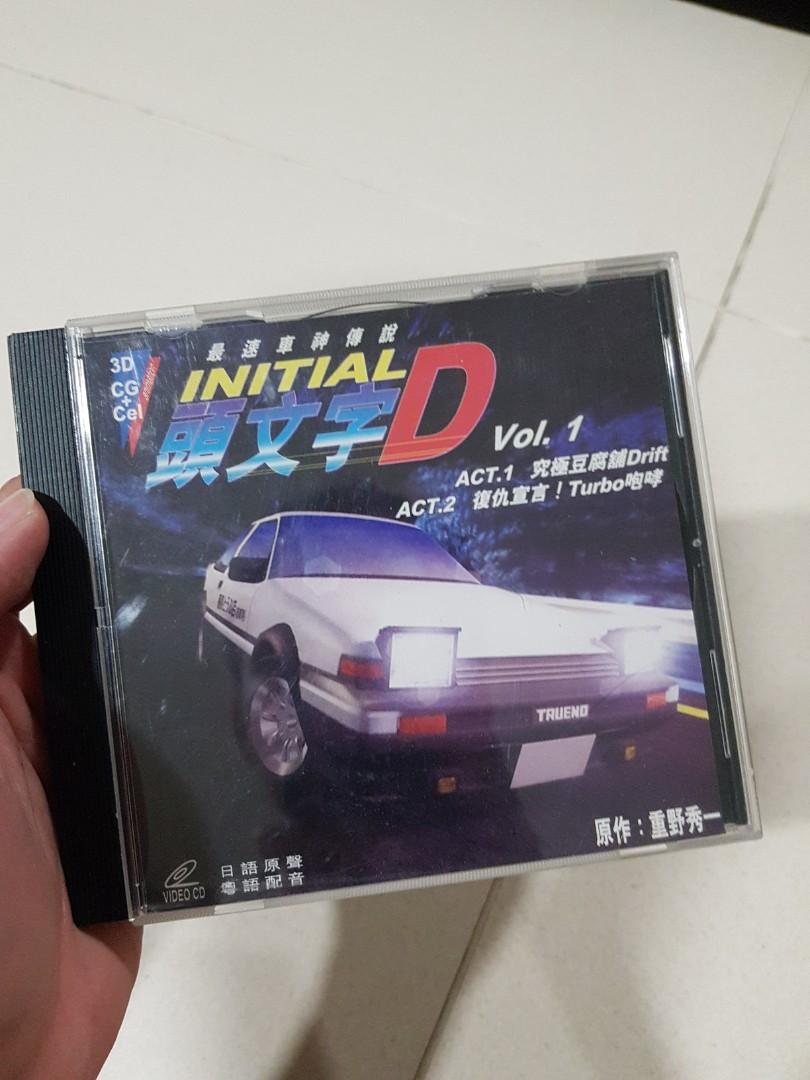 最速車神傳說
3D
CG
+
Cel
INITIAL
頭文字D
Vol. 1
ACT.1 究極豆腐舖Drift
ACT.2 復仇宣言！Turbo咆哮
TRUENO
原作：重野秀一
VIDEO CD
日語原聲
粵語配音